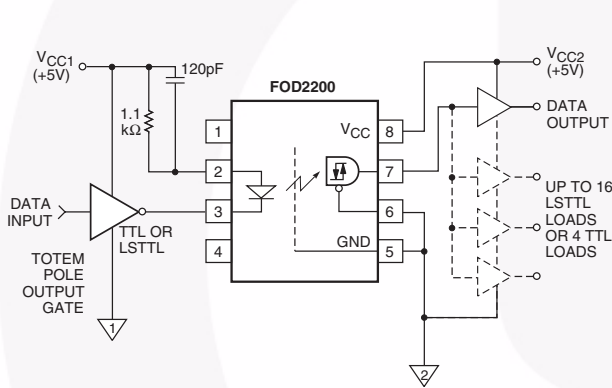 VCC1
(+5V)
120pF
1.1
kΩ
FOD2200
1
2
3
4
VCC
8
7
6
GND
5
DATA
INPUT
TTL OR
LSTTL
TOTEM
POLE
OUTPUT
GATE
1
VCC2
(+5V)
DATA
OUTPUT
UP TO 16
LSTTL
LOADS
OR 4 TTL
LOADS
2